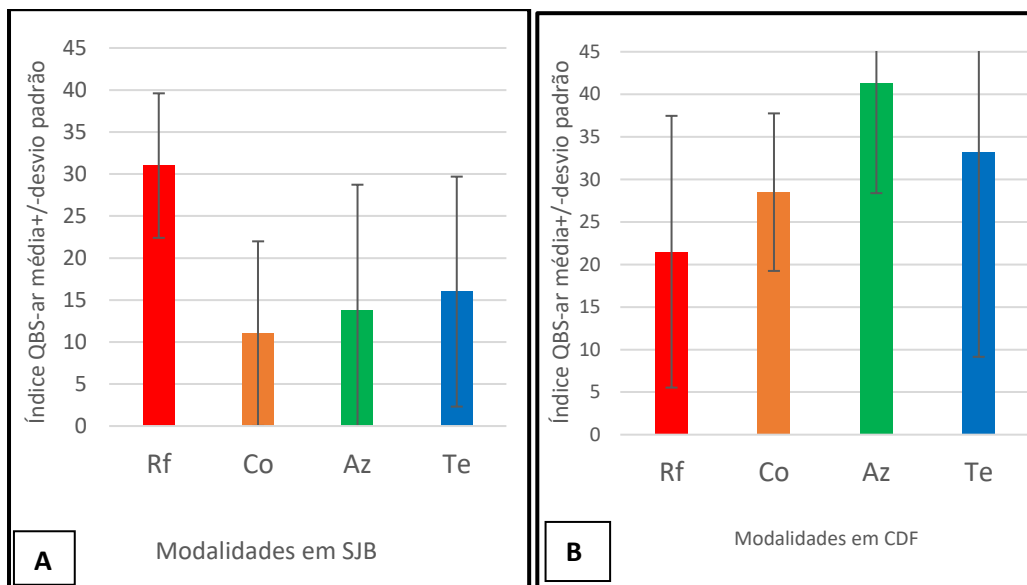 Índice QBS-ar média+/-desvio padrão
45
40
35
30
25
20
15
10
5
0
Rf Co Az Te
Modalidades em SJB
A
Índice QBS-ar média+/-desvio padrão
45
40
35
30
25
20
15
10
5
0
Rf Co Az Te
Modalidades em CDF
B